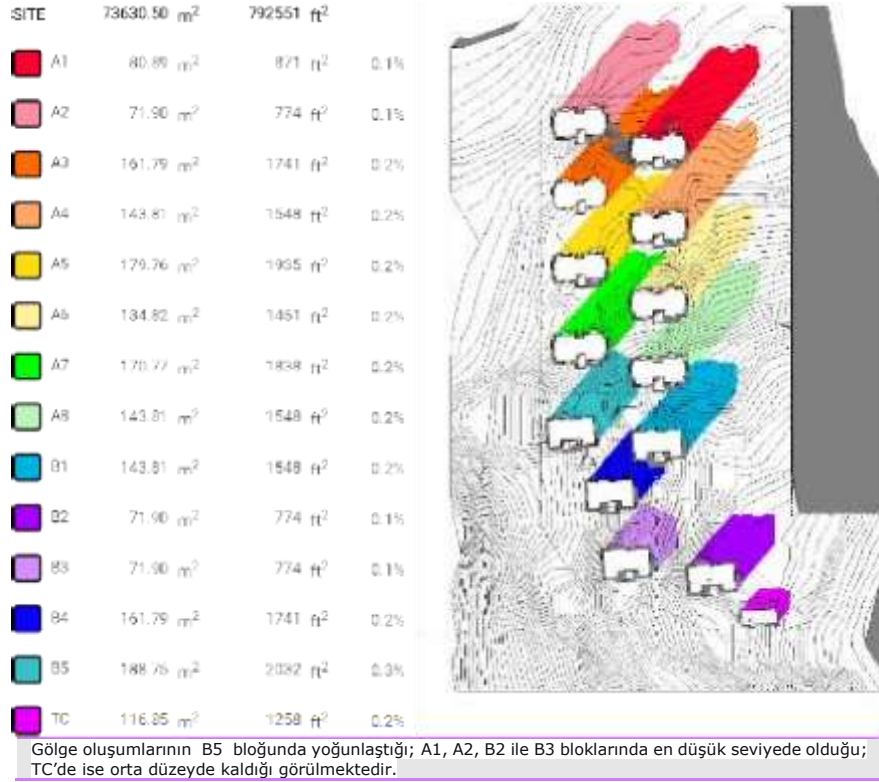 SITE 73630.50 m² 792551 ft²
A1 80.89 m² 871 ft² 0.1%
A2 71.90 m² 774 ft² 0.1%
A3 161.79 m² 1741 ft² 0.2%
A4 143.81 m² 1548 ft² 0.2%
A5 179.76 m² 1935 ft² 0.2%
A6 134.82 m² 1451 ft² 0.2%
A7 170.77 m² 1838 ft² 0.2%
A8 143.81 m² 1548 ft² 0.2%
B1 143.81 m² 1548 ft² 0.2%
B2 71.90 m² 774 ft² 0.1%
B3 71.90 m² 774 ft² 0.1%
B4 161.79 m² 1741 ft² 0.2%
B5 188.75 m² 2032 ft² 0.3%
TC 116.85 m² 1258 ft² 0.2%
Gölge oluşumlarının B5 bloğunda yoğunlaştığı; A1, A2, B2 ile B3 bloklarında en düşük seviyede olduğu;
TC'de ise orta düzeyde kaldığı görülmektedir.